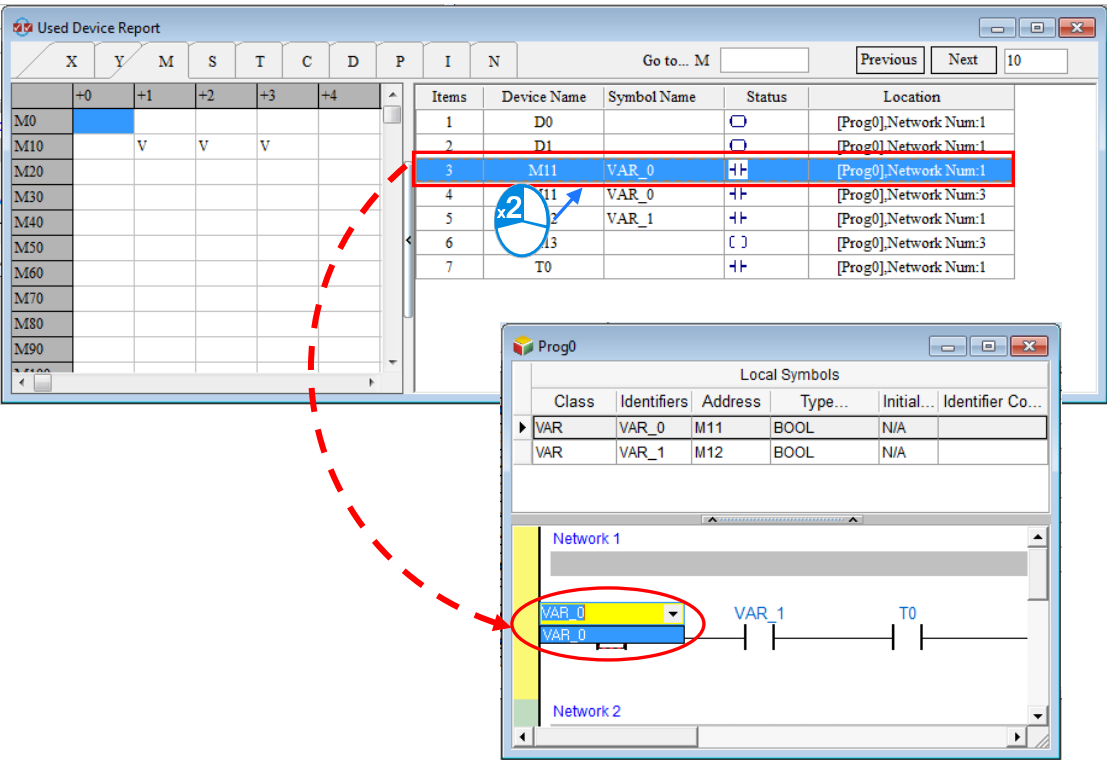 Used Device Report
X Y M S T C D P I N Go to... M Previous Next 10
+0 +1 +2 +3 +4
M0
M10 V V V
M20
M30
M40
M50
M60
M70
M80
M90
Items Device Name Symbol Name Status Location
1 D0 [Prog0],Network Num:1
2 D1 [Prog0],Network Num:1
3 M11 VAR_0 [Prog0],Network Num:1
4 VAR_0 [Prog0],Network Num:3
5 VAR_1 [Prog0],Network Num:1
6 [Prog0],Network Num:3
7 T0 [Prog0],Network Num:1
x2
Prog0
Local Symbols
Class Identifiers Address Type... Initial... Identifier Co...
VAR VAR_0 M11 BOOL N/A
VAR VAR_1 M12 BOOL N/A
Network 1
VAR_0 VAR_1 T0
VAR_0
Network 2